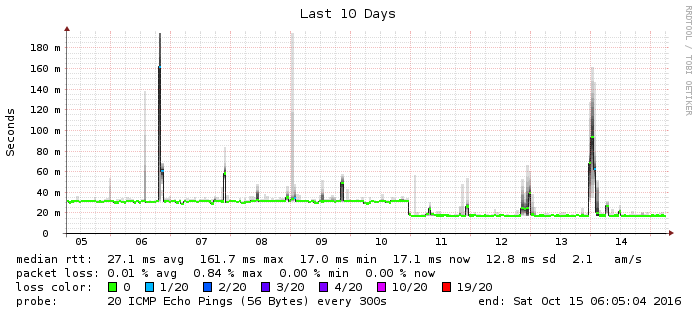 Last 10 Days
RRDTOOL / TOBI OETIKER
Seconds
180 m
160 m
140 m
120 m
100 m
80 m
60 m
40 m
20 m
0
05 06 07 08 09 10 11 12 13 14
median rtt: 27.1 ms avg 161.7 ms max 17.0 ms min 17.1 ms now 12.8 ms sd 2.1 am/s
packet loss: 0.01 % avg 0.84 % max 0.00 % min 0.00 % now
loss color: 0 1/20 2/20 3/20 4/20 10/20 19/20
probe: 20 ICMP Echo Pings (56 Bytes) every 300s end: Sat Oct 15 06:05:04 2016